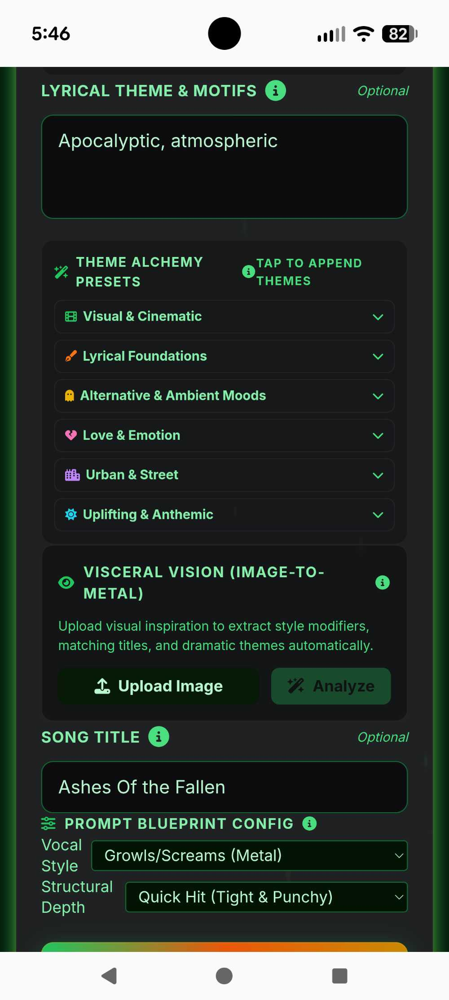 5:46
82
LYRICAL THEME & MOTIFS
Optional
Apocalyptic, atmospheric
THEME ALCHEMY
PRESETS
TAP TO APPEND
THEMES
Visual & Cinematic
Lyrical Foundations
Alternative & Ambient Moods
Love & Emotion
Urban & Street
Uplifting & Anthemic
VISCERAL VISION (IMAGE-TO-
METAL)
Upload visual inspiration to extract style modifiers,
matching titles, and dramatic themes automatically.
Upload Image
Analyze
SONG TITLE
Optional
Ashes Of the Fallen
PROMPT BLUEPRINT CONFIG
Vocal
Style
Growls/Screams (Metal)
Structural
Depth
Quick Hit (Tight & Punchy)